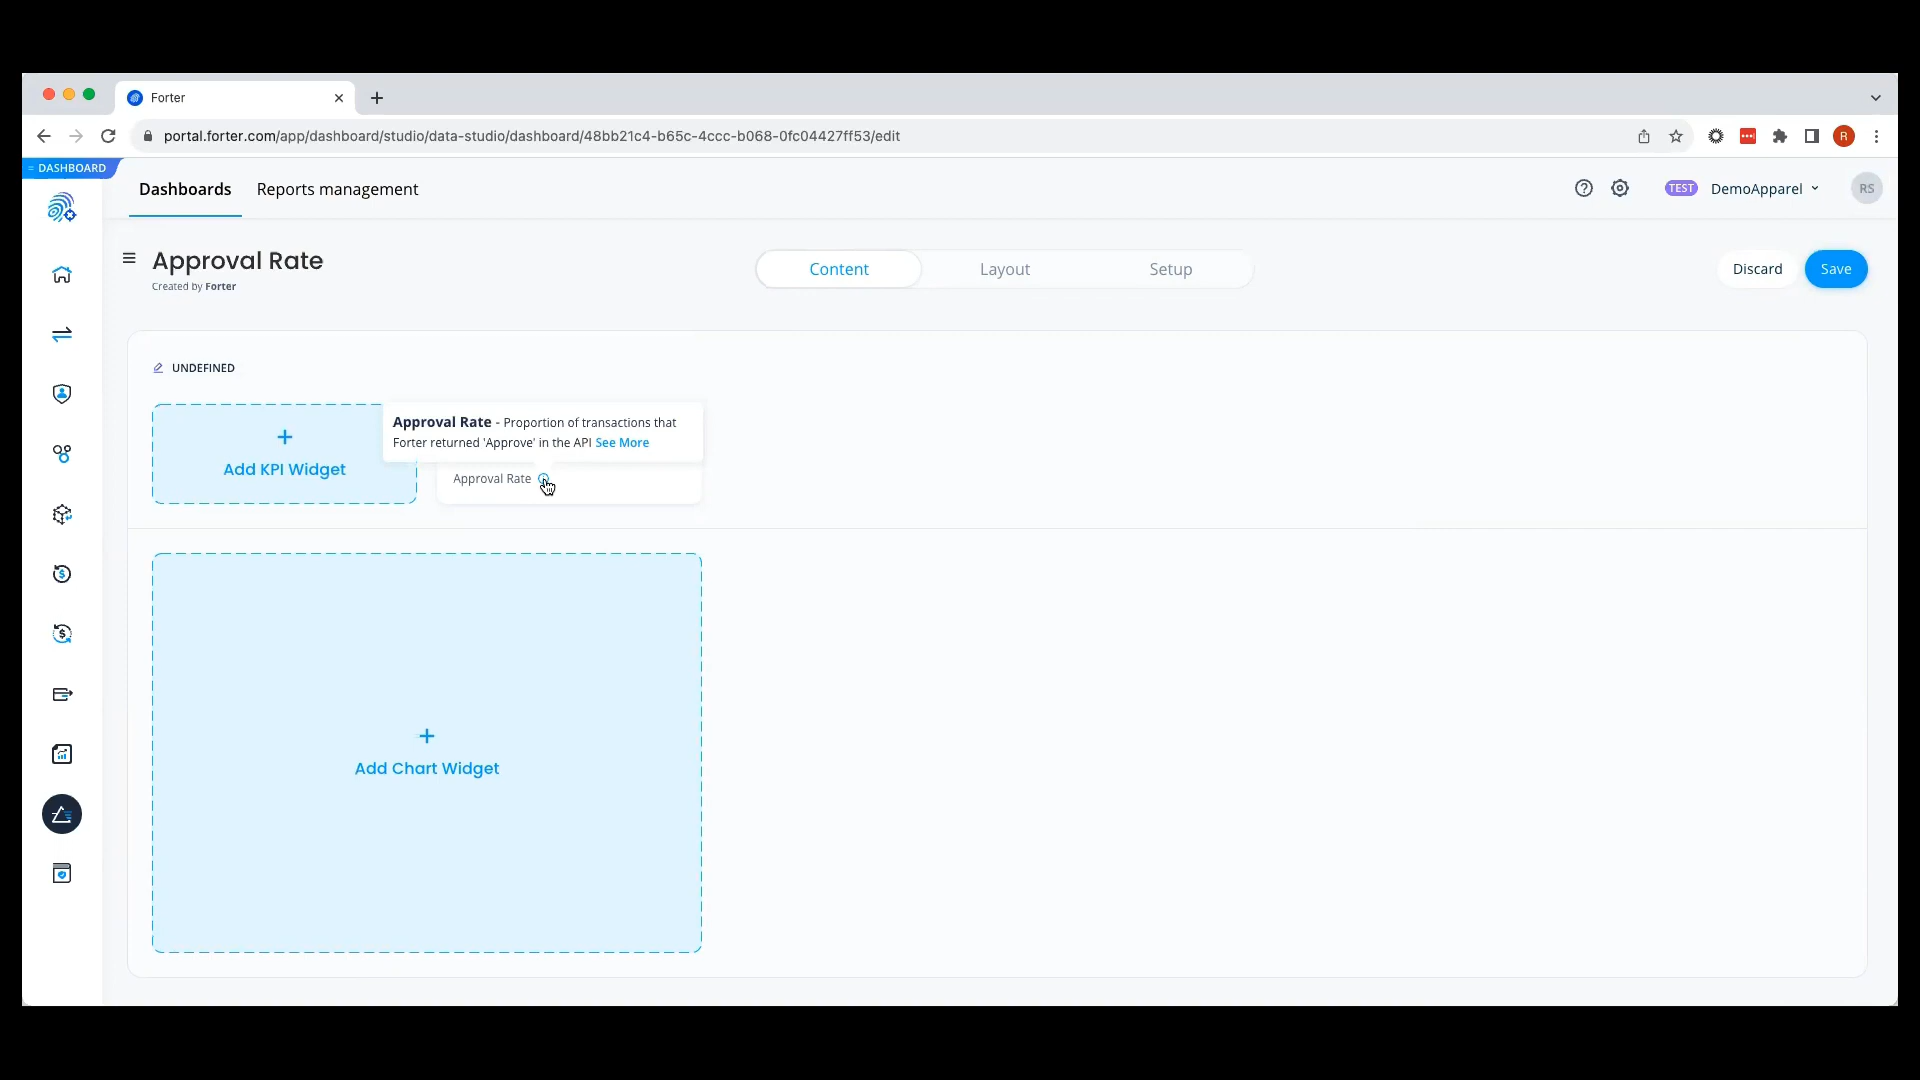 Forter
portal.forter.com/app/dashboard/studio/data-studio/dashboard/48bb21c4-b65c-4ccc-b068-0fc04427ff53/edit
R
DASHBOARD
Dashboards Reports management
TEST DemoApparel
RS
Approval Rate
Created by Forter
Content Layout Setup
Discard Save
UNDEFINED
Add KPI Widget
Approval Rate - Proportion of transactions that
Forter returned 'Approve' in the API See More
Approval Rate
Add Chart Widget